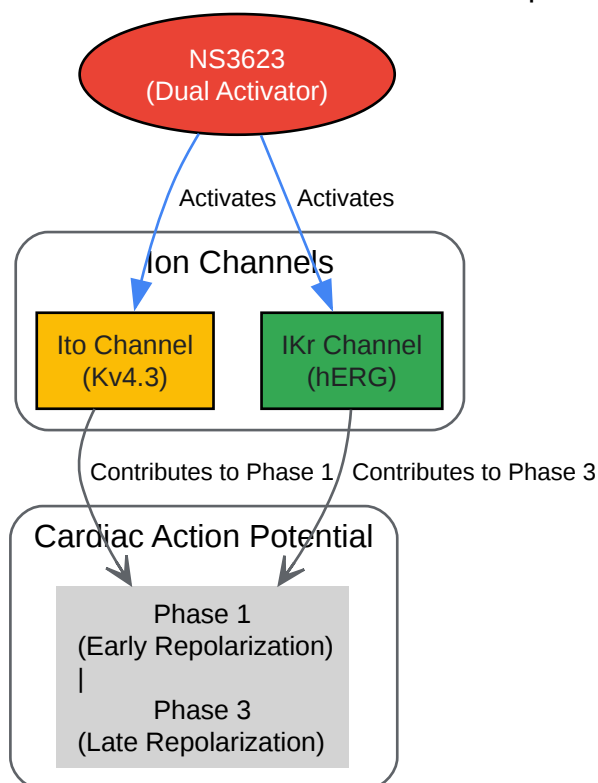 NS3623
(Dual Activator)
Activates Activates
Ion Channels
Ito Channel
(Kv4.3)
IKr Channel
(hERG)
Contributes to Phase 1
Contributes to Phase 3
Cardiac Action Potential
Phase 1
(Early Repolarization)
|
Phase 3
(Late Repolarization)